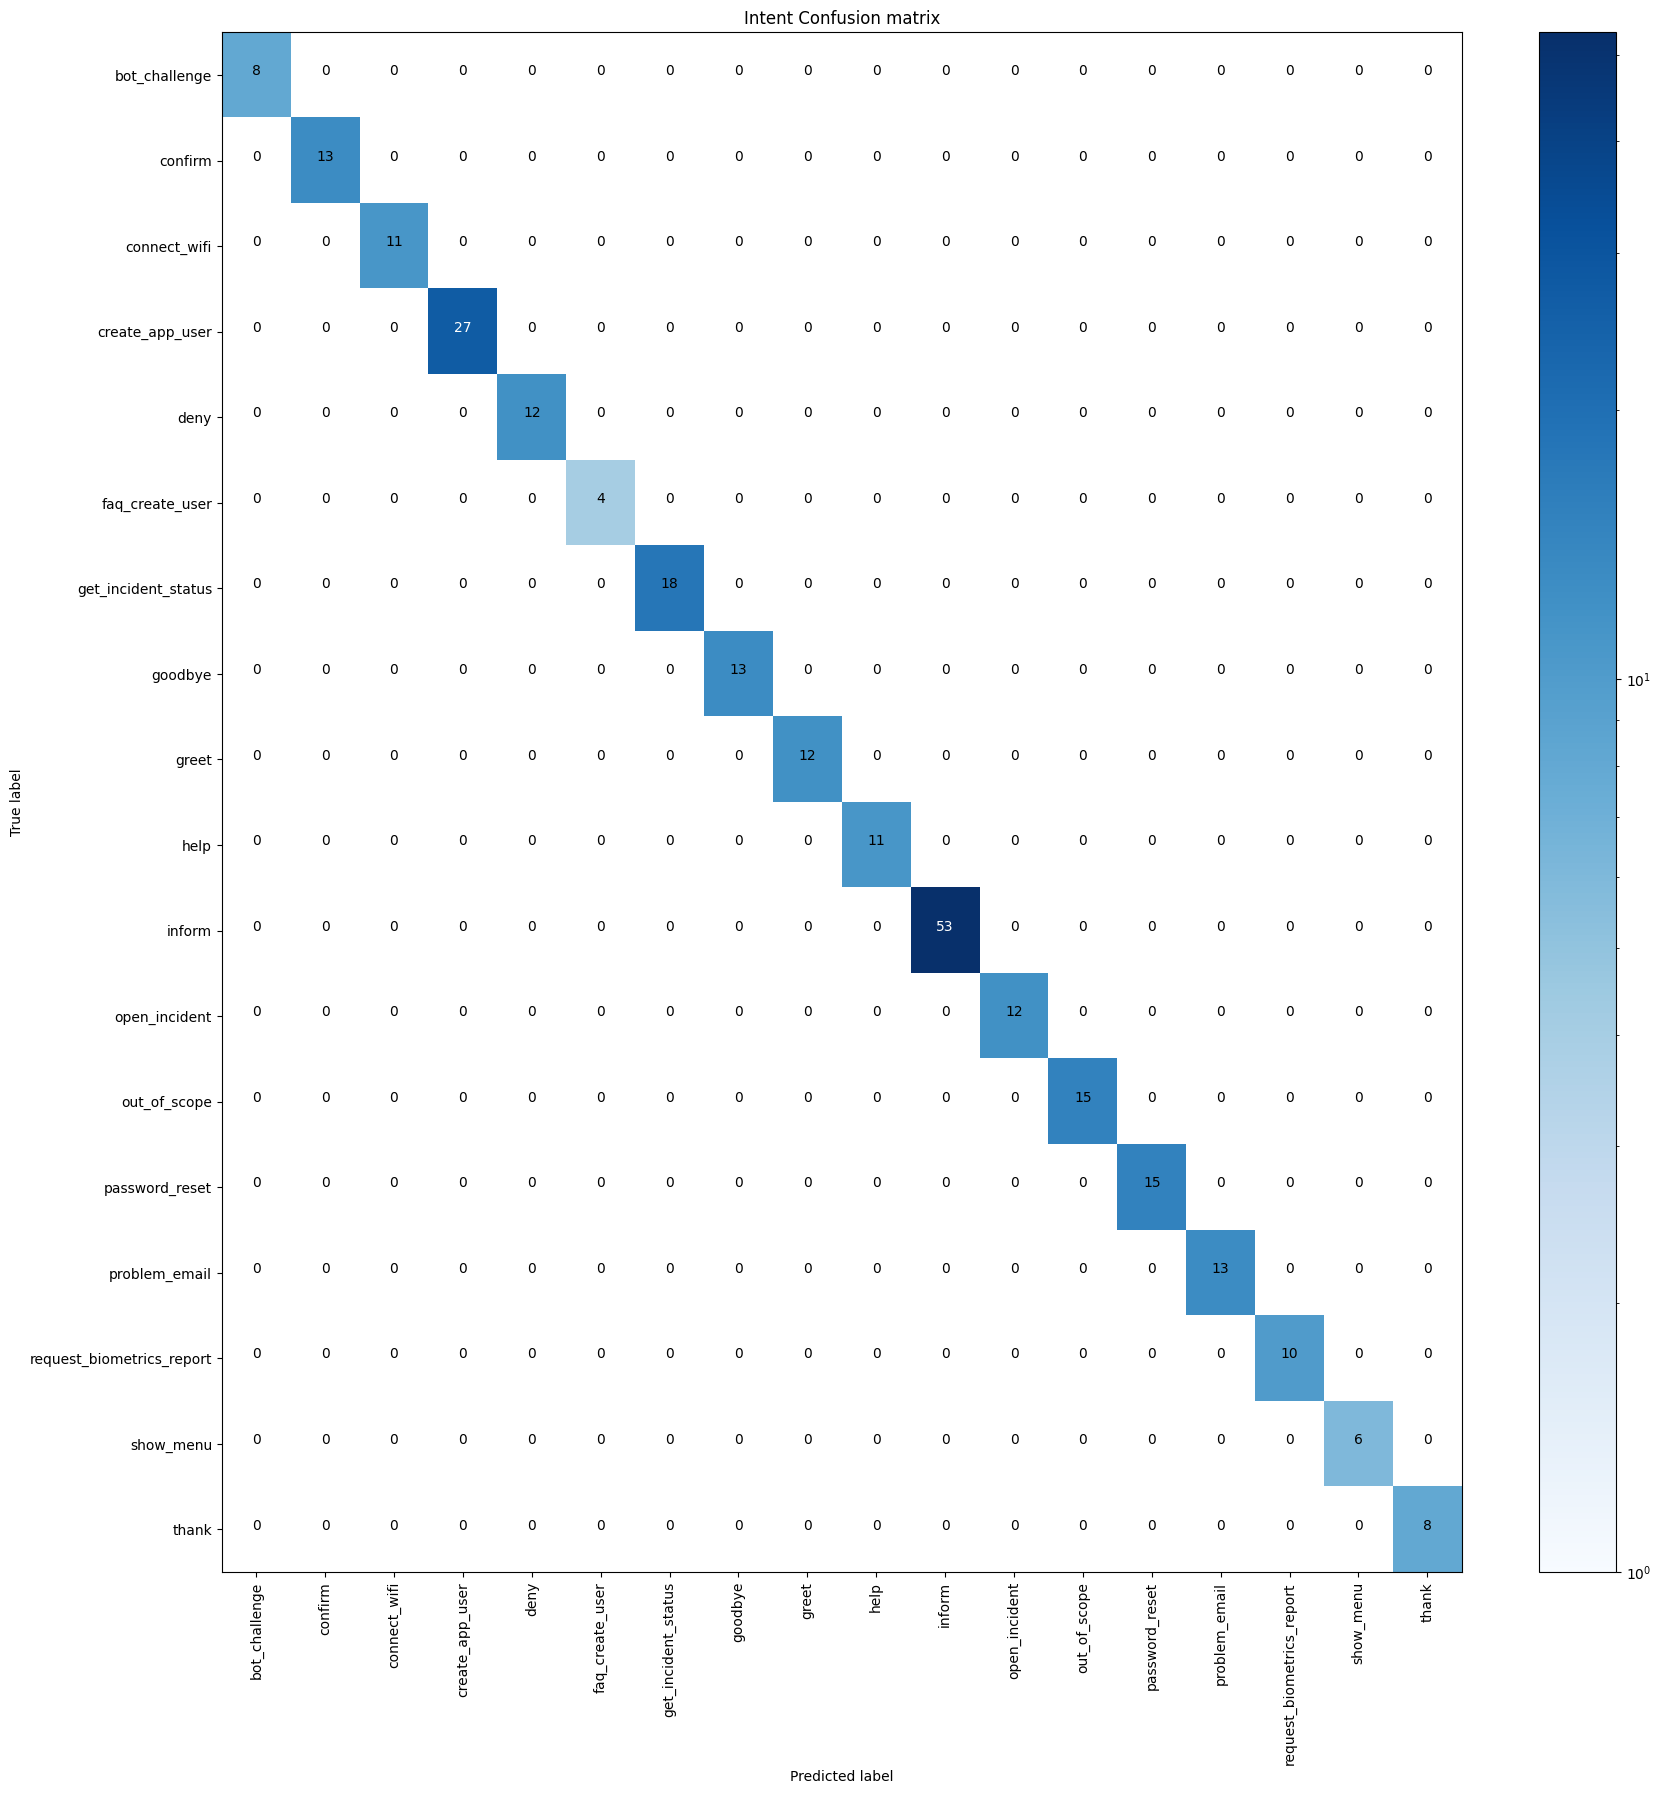 Intent Confusion matrix
True label
bot_challenge 8 0 0 0 0 0 0 0 0 0 0 0 0 0 0 0 0 0
confirm 0 13 0 0 0 0 0 0 0 0 0 0 0 0 0 0 0 0
connect_wifi 0 0 11 0 0 0 0 0 0 0 0 0 0 0 0 0 0 0
create_app_user 0 0 0 27 0 0 0 0 0 0 0 0 0 0 0 0 0 0
deny 0 0 0 0 12 0 0 0 0 0 0 0 0 0 0 0 0 0
faq_create_user 0 0 0 0 0 4 0 0 0 0 0 0 0 0 0 0 0 0
get_incident_status 0 0 0 0 0 0 18 0 0 0 0 0 0 0 0 0 0 0
goodbye 0 0 0 0 0 0 0 13 0 0 0 0 0 0 0 0 0 0
greet 0 0 0 0 0 0 0 0 12 0 0 0 0 0 0 0 0 0
help 0 0 0 0 0 0 0 0 0 11 0 0 0 0 0 0 0 0
inform 0 0 0 0 0 0 0 0 0 0 53 0 0 0 0 0 0 0
open_incident 0 0 0 0 0 0 0 0 0 0 0 12 0 0 0 0 0 0
out_of_scope 0 0 0 0 0 0 0 0 0 0 0 0 15 0 0 0 0 0
password_reset 0 0 0 0 0 0 0 0 0 0 0 0 0 15 0 0 0 0
problem_email 0 0 0 0 0 0 0 0 0 0 0 0 0 0 13 0 0 0
request_biometrics_report 0 0 0 0 0 0 0 0 0 0 0 0 0 0 0 10 0 0
show_menu 0 0 0 0 0 0 0 0 0 0 0 0 0 0 0 0 6 0
thank 0 0 0 0 0 0 0 0 0 0 0 0 0 0 0 0 0 8
bot_challenge
confirm
connect_wifi
create_app_user
deny
faq_create_user
get_incident_status
goodbye
greet
help
inform
open_incident
out_of_scope
password_reset
problem_email
request_biometrics_report
show_menu
thank
Predicted label
10¹
10⁰